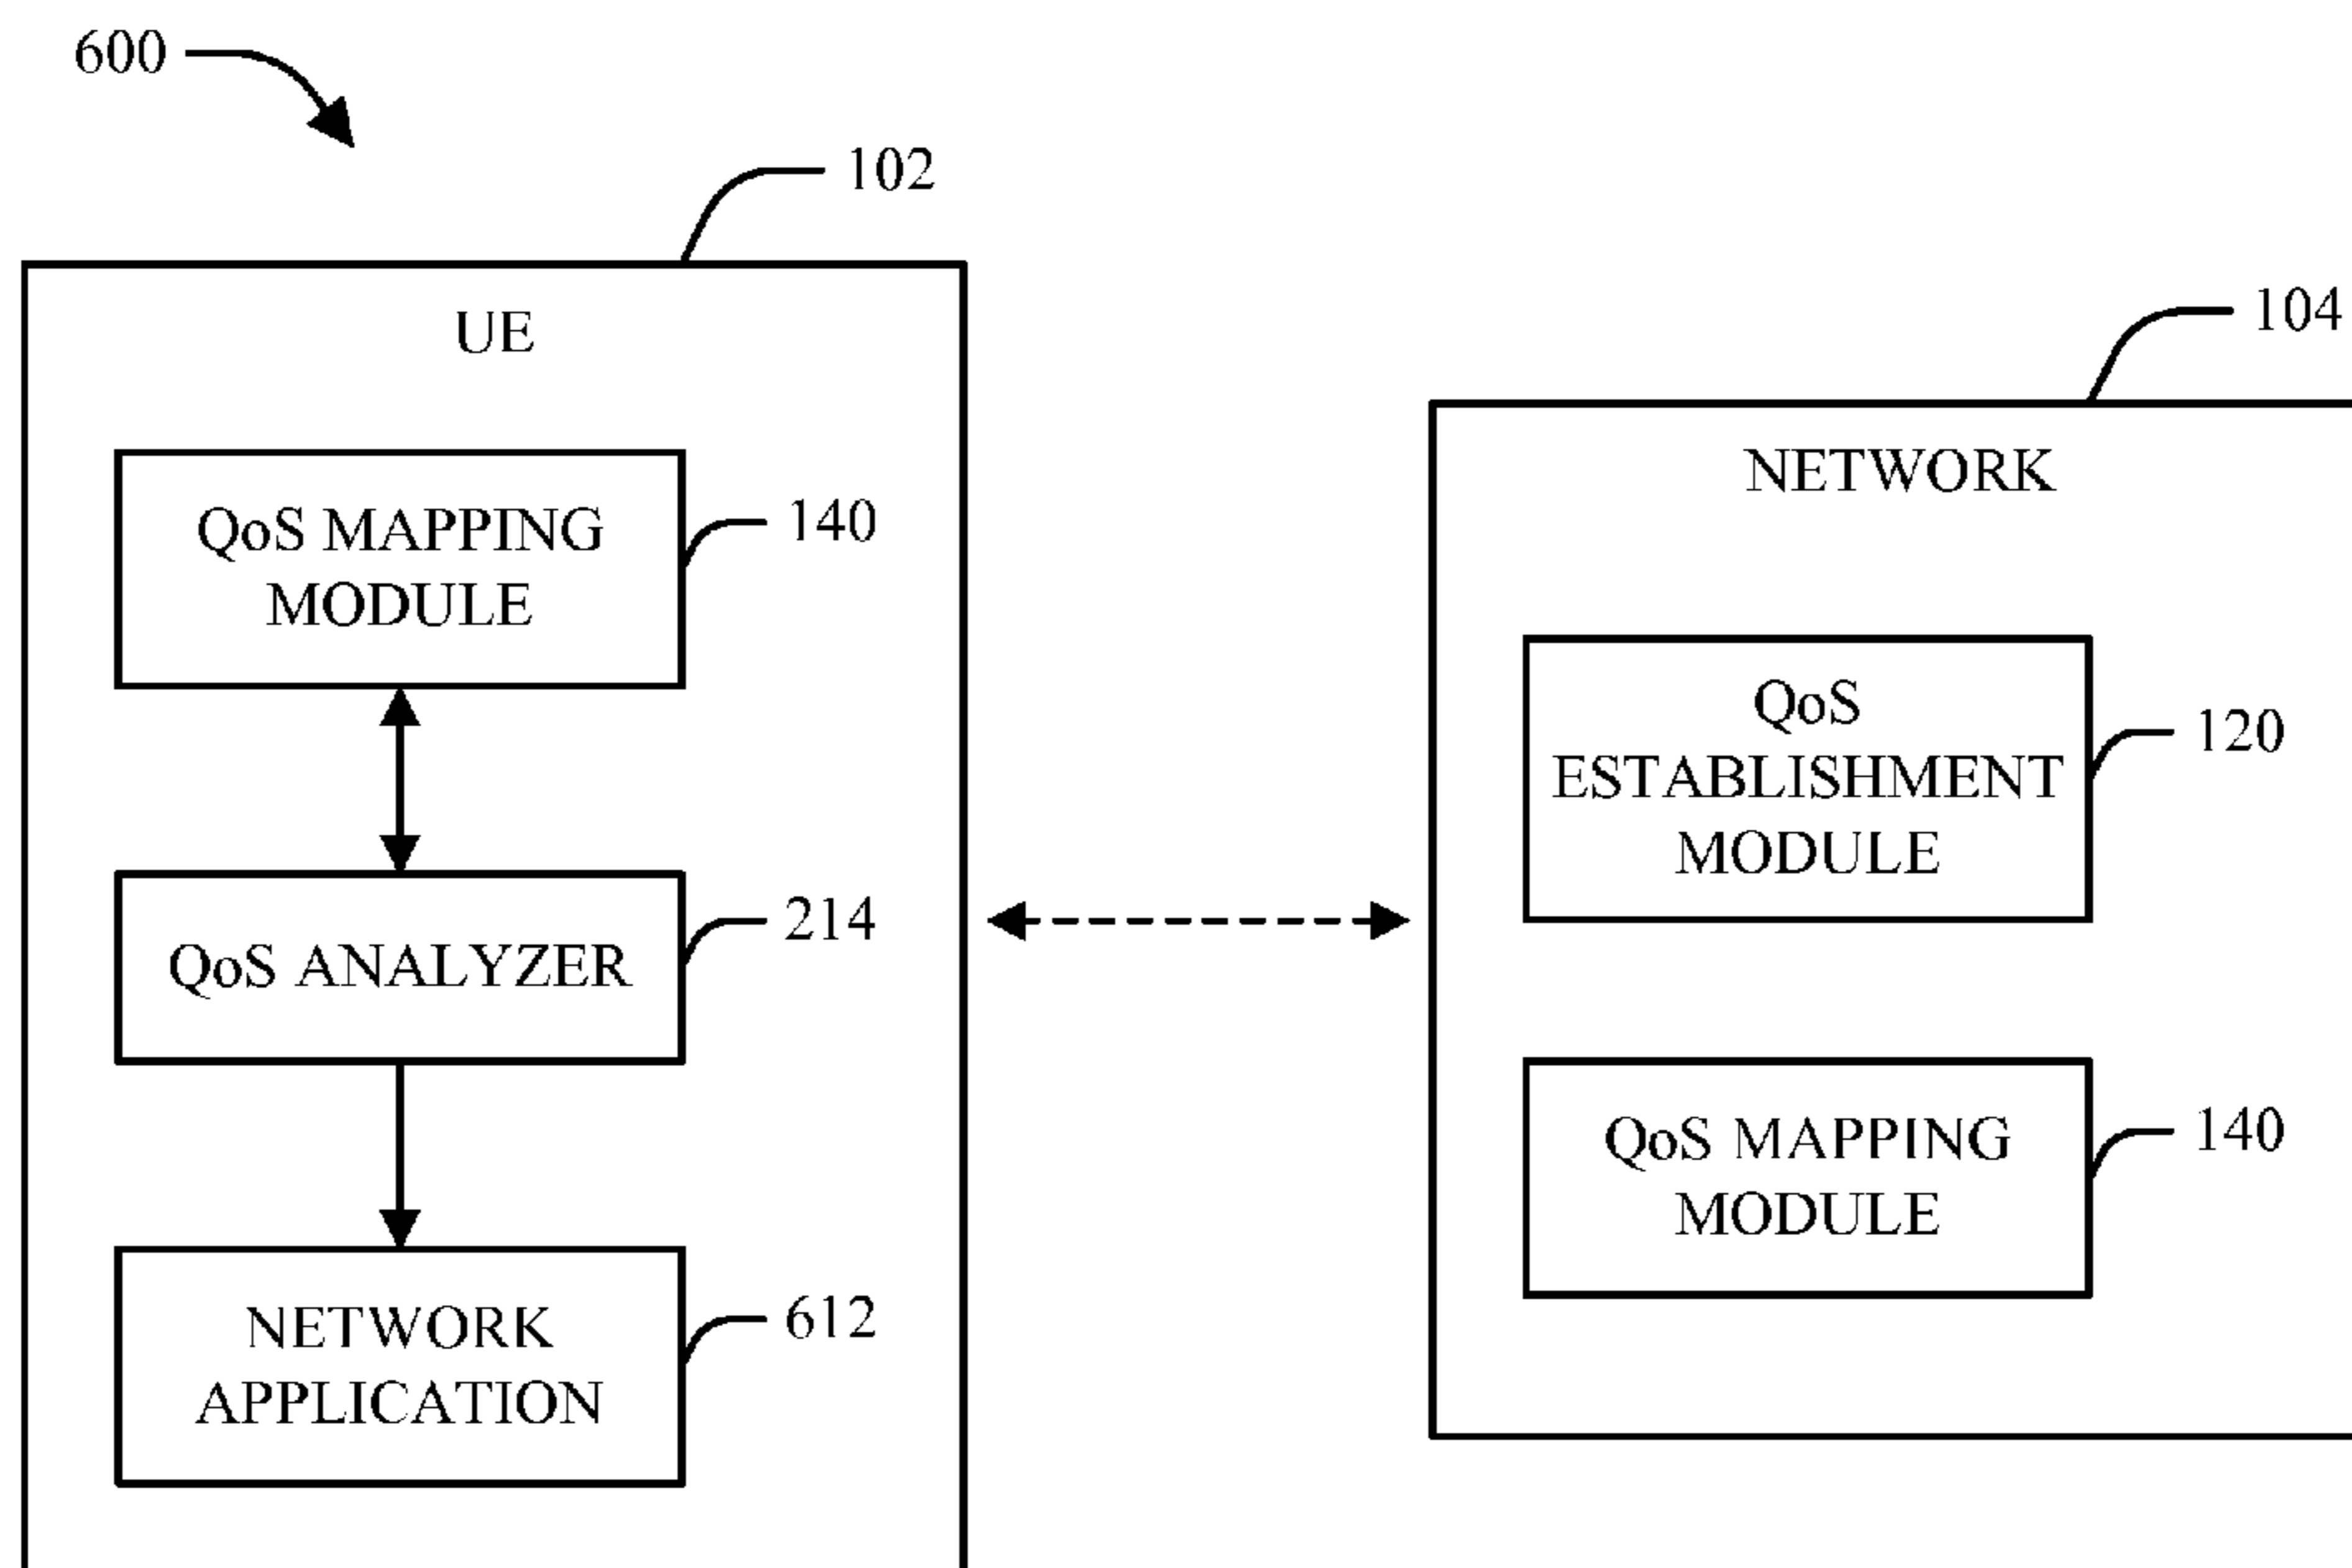 600
102
UE
QoS MAPPING
MODULE
140
QoS ANALYZER
214
NETWORK
APPLICATION
612
104
NETWORK
QoS
ESTABLISHMENT
MODULE
120
QoS MAPPING
MODULE
140